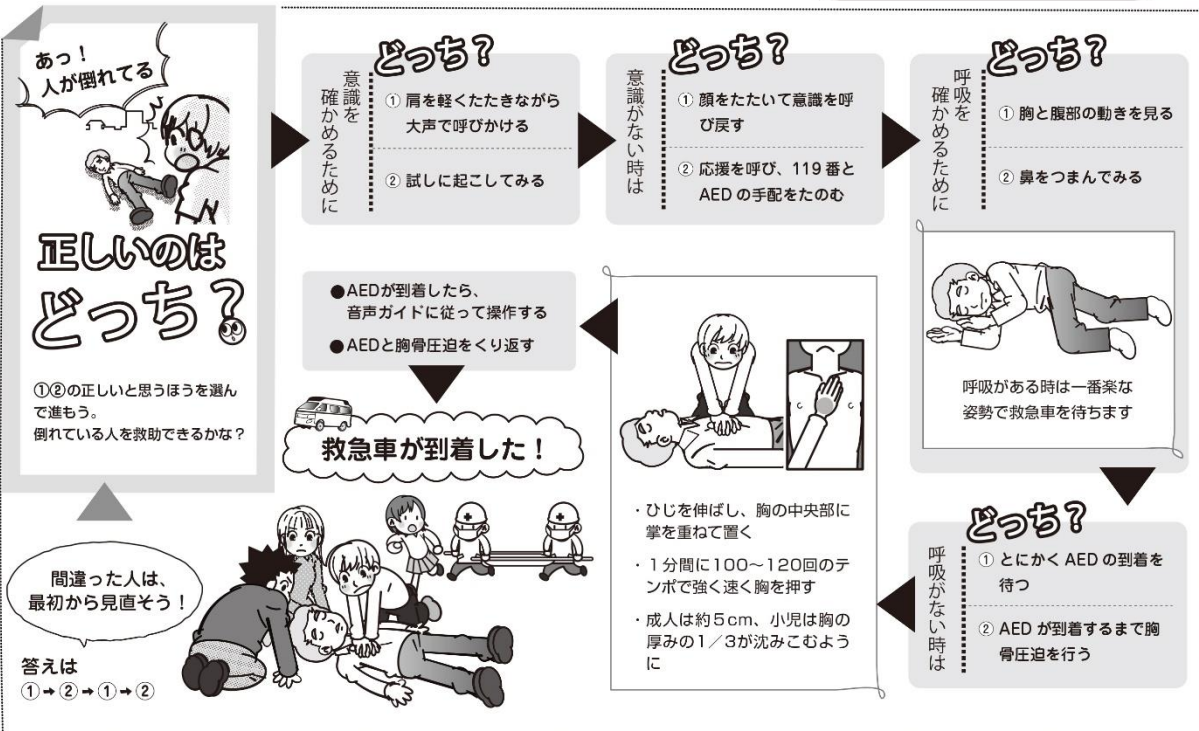 あっ！
人が倒れてる
正しいのは
どっち？
①②の正しいと思うほうを選ん
で進もう。
倒れている人を救助できるかな？
どっち？
意識を
確かめるために
① 肩を軽くたたきながら
大声で呼びかける
② 試しに起こしてみる
どっち？
意識がない時は
① 顔をたたいて意識を呼
び戻す
② 応援を呼び、119番と
AEDの手配をたのむ
どっち？
呼吸を
確かめるために
① 胸と腹部の動きを見る
② 鼻をつまんでみる
呼吸がある時は一番楽な
姿勢で救急車を待ちます
どっち？
呼吸がない時は
① とにかくAEDの到着を
待つ
② AEDが到着するまで胸
骨圧迫を行う
・ひじを伸ばし、胸の中央部に
掌を重ねて置く
・１分間に100〜120回のテ
ンポで強く速く胸を押す
・成人は約５cm、小児は胸の
厚みの１／３が沈みこむよう
に
●AEDが到着したら、
音声ガイドに従って操作する
●AEDと胸骨圧迫をくり返す
救急車が到着した！
間違った人は、
最初から見直そう！
答えは
①➡②➡①➡②